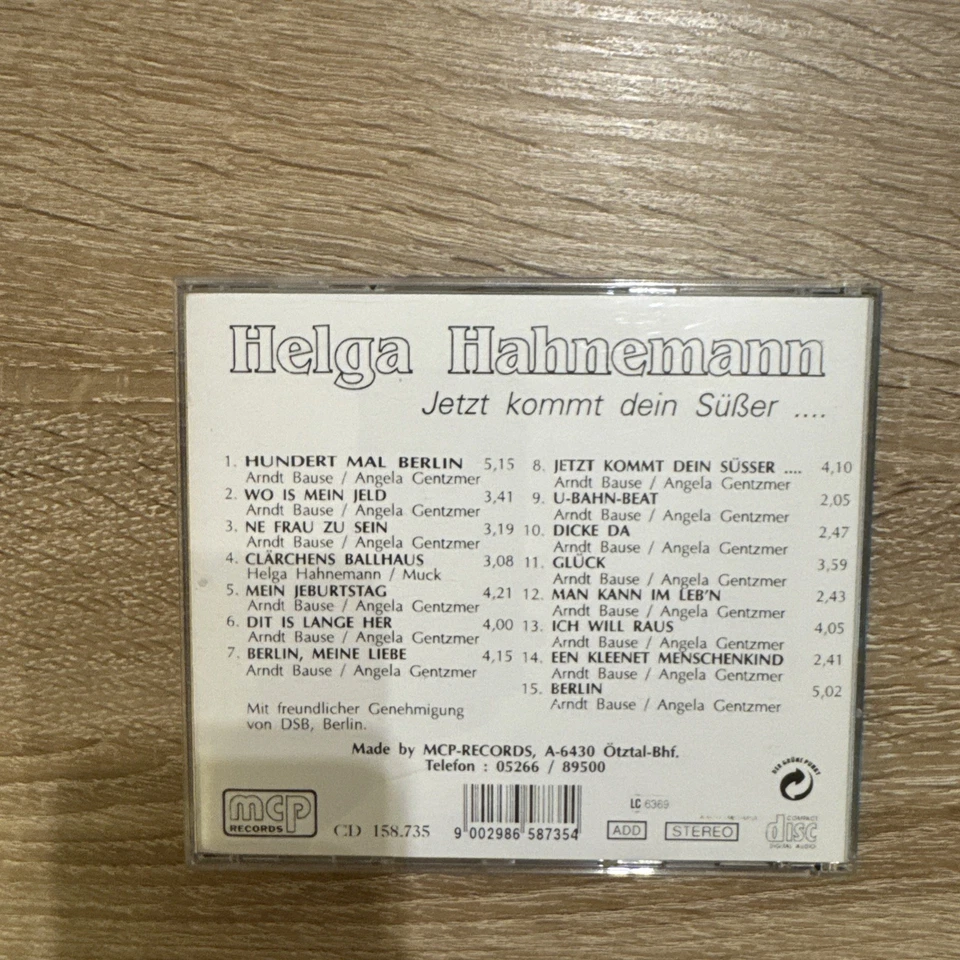 Helga Hahnemann
Jetzt kommt dein Süßer ....
1. HUNDERT MAL BERLIN 5,15
Arndt Bause / Angela Gentzmer
2. WO IS MEIN JELD 3,41
Arndt Bause / Angela Gentzmer
3. NE FRAU ZU SEIN 3,19
Arndt Bause / Angela Gentzmer
4. CLÄRCHENS BALLHAUS 3,08
Helga Hahnemann / Muck
5. MEIN JEBURTSTAG 4,21
Arndt Bause / Angela Gentzmer
6. DIT IS LANGE HER 4,00
Arndt Bause / Angela Gentzmer
7. BERLIN, MEINE LIEBE 4,15
Arndt Bause / Angela Gentzmer
8. JETZT KOMMT DEIN SÜSSER .... 4,10
Arndt Bause / Angela Gentzmer
9. U-BAHN-BEAT 2,05
Arndt Bause / Angela Gentzmer
10. DICKE DA 2,47
Arndt Bause / Angela Gentzmer
11. GLÜCK 3,59
Arndt Bause / Angela Gentzmer
12. MAN KANN IM LEB'N 2,43
Arndt Bause / Angela Gentzmer
13. ICH WILL RAUS 4,05
Arndt Bause / Angela Gentzmer
14. EEN KLEENET MENSCHENKIND 2,41
Arndt Bause / Angela Gentzmer
15. BERLIN 5,02
Arndt Bause / Angela Gentzmer
Mit freundlicher Genehmigung
von DSB, Berlin.
Made by MCP-RECORDS, A-6430 Ötztal-Bhf.
Telefon : 05266 / 89500
DER GRÜNE PUNKT
mcp
RECORDS
CD 158.735
9 002986 587354
LC 6369
ADD
STEREO
COMPACT
disc
DIGITAL AUDIO